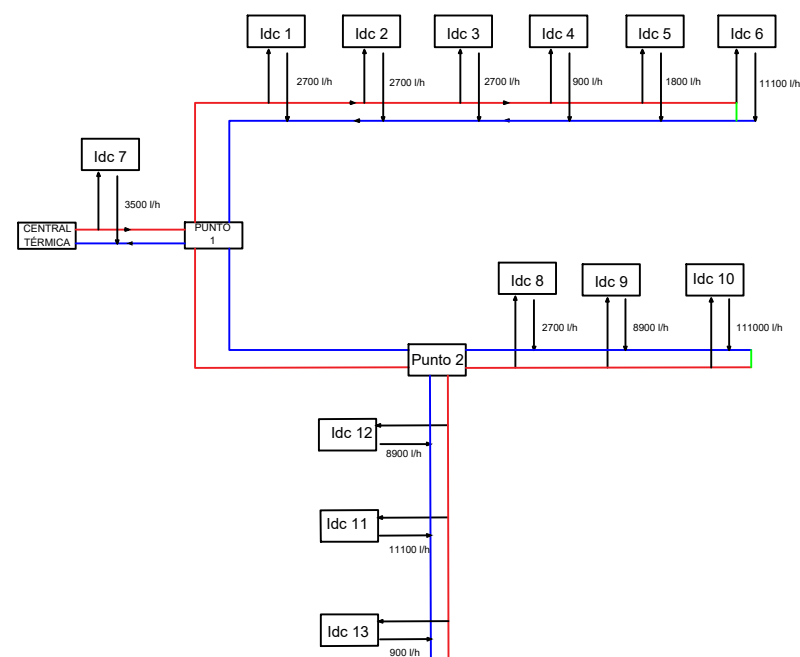 Idc 1
Idc 2
Idc 3
Idc 4
Idc 5
Idc 6
2700 l/h
2700 l/h
2700 l/h
900 l/h
1800 l/h
11100 l/h
Idc 7
3500 l/h
CENTRAL
TÉRMICA
PUNTO
1
Idc 8
Idc 9
Idc 10
2700 l/h
8900 l/h
111000 l/h
Punto 2
Idc 12
8900 l/h
Idc 11
11100 l/h
Idc 13
900 l/h